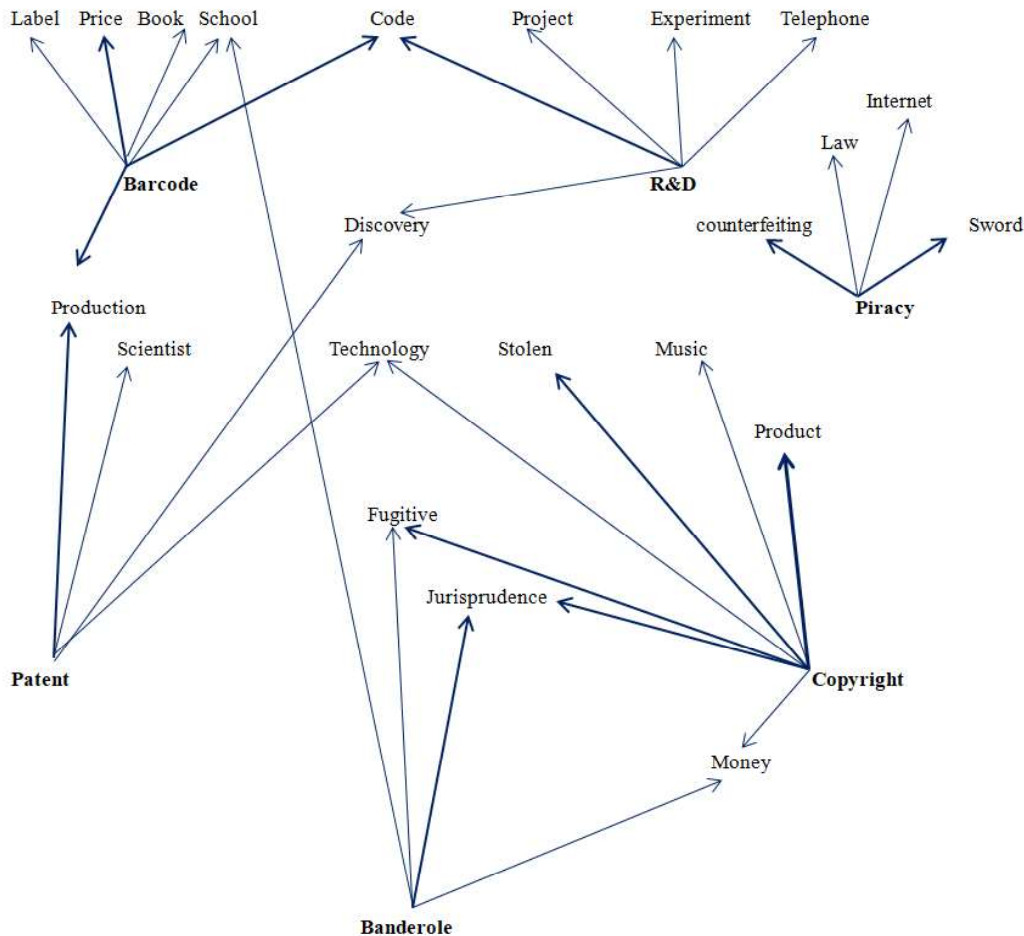 Label Price Book School Code Project Experiment Telephone
Internet
Law
Barcode R&D
Discovery counterfeiting Sword
Production Piracy
Scientist Technology Stolen Music
Product
Fugitive
Jurisprudence
Patent Copyright
Money
Banderole